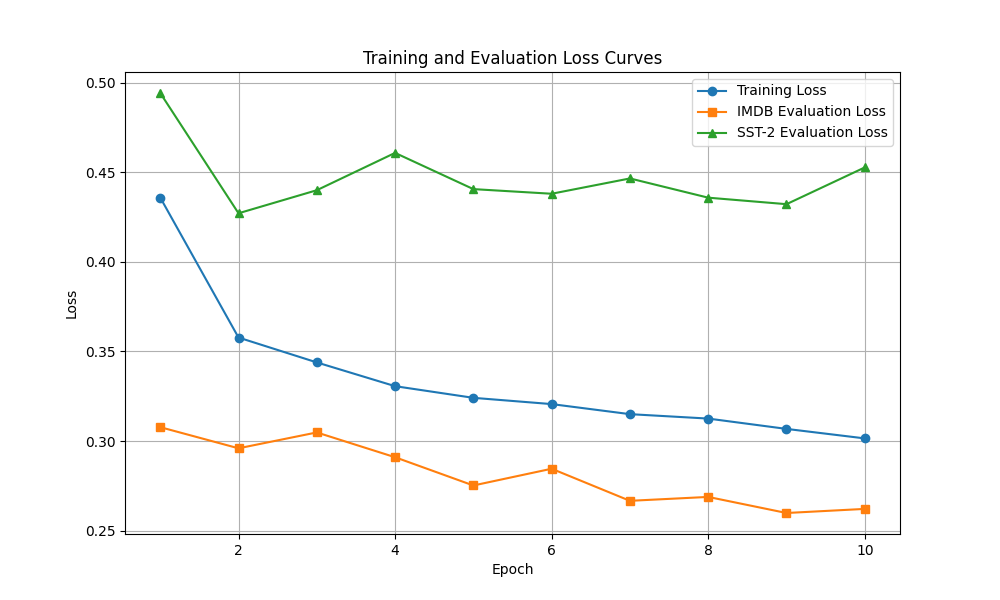 Training and Evaluation Loss Curves
Training Loss
IMDB Evaluation Loss
SST-2 Evaluation Loss
0.50
0.45
0.40
0.35
0.30
0.25
Loss
2 4 6 8 10
Epoch